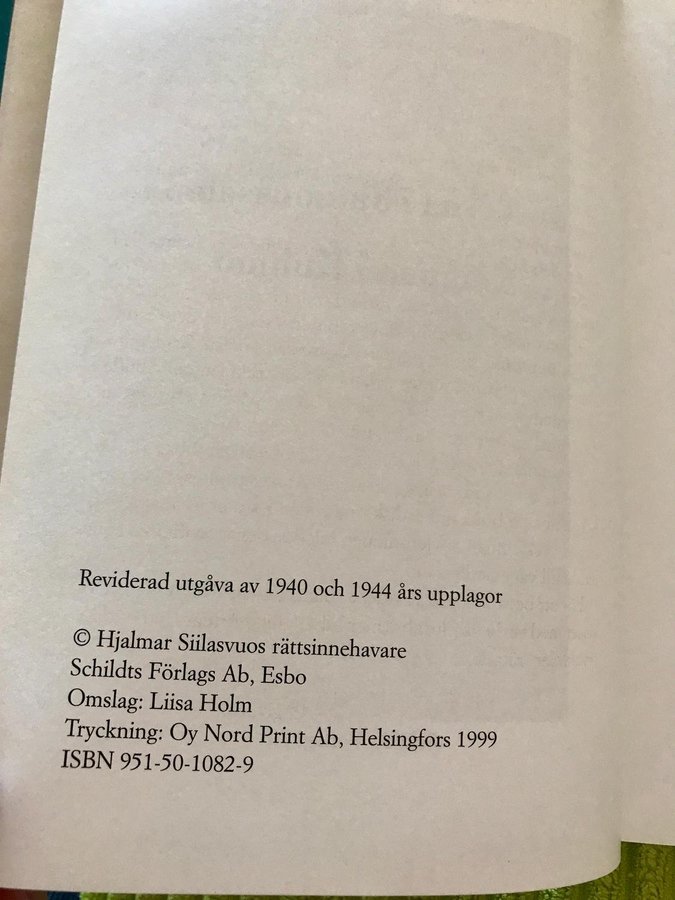 Reviderad utgåva av 1940 och 1944 års upplagor
© Hjalmar Siilasvuos rättsinnehavare
Schildts Förlags Ab, Esbo
Omslag: Liisa Holm
Tryckning: Oy Nord Print Ab, Helsingfors 1999
ISBN 951-50-1082-9